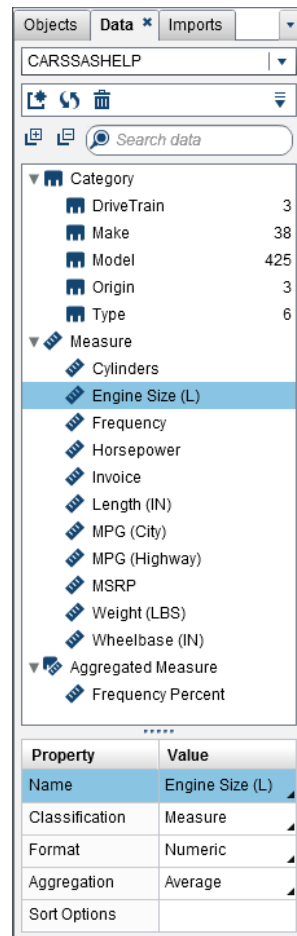 Objects Data Imports
CARSSASHELP
Search data
Category
DriveTrain 3
Make 38
Model 425
Origin 3
Type 6
Measure
Cylinders
Engine Size (L)
Frequency
Horsepower
Invoice
Length (IN)
MPG (City)
MPG (Highway)
MSRP
Weight (LBS)
Wheelbase (IN)
Aggregated Measure
Frequency Percent
Property Value
Name Engine Size (L)
Classification Measure
Format Numeric
Aggregation Average
Sort Options